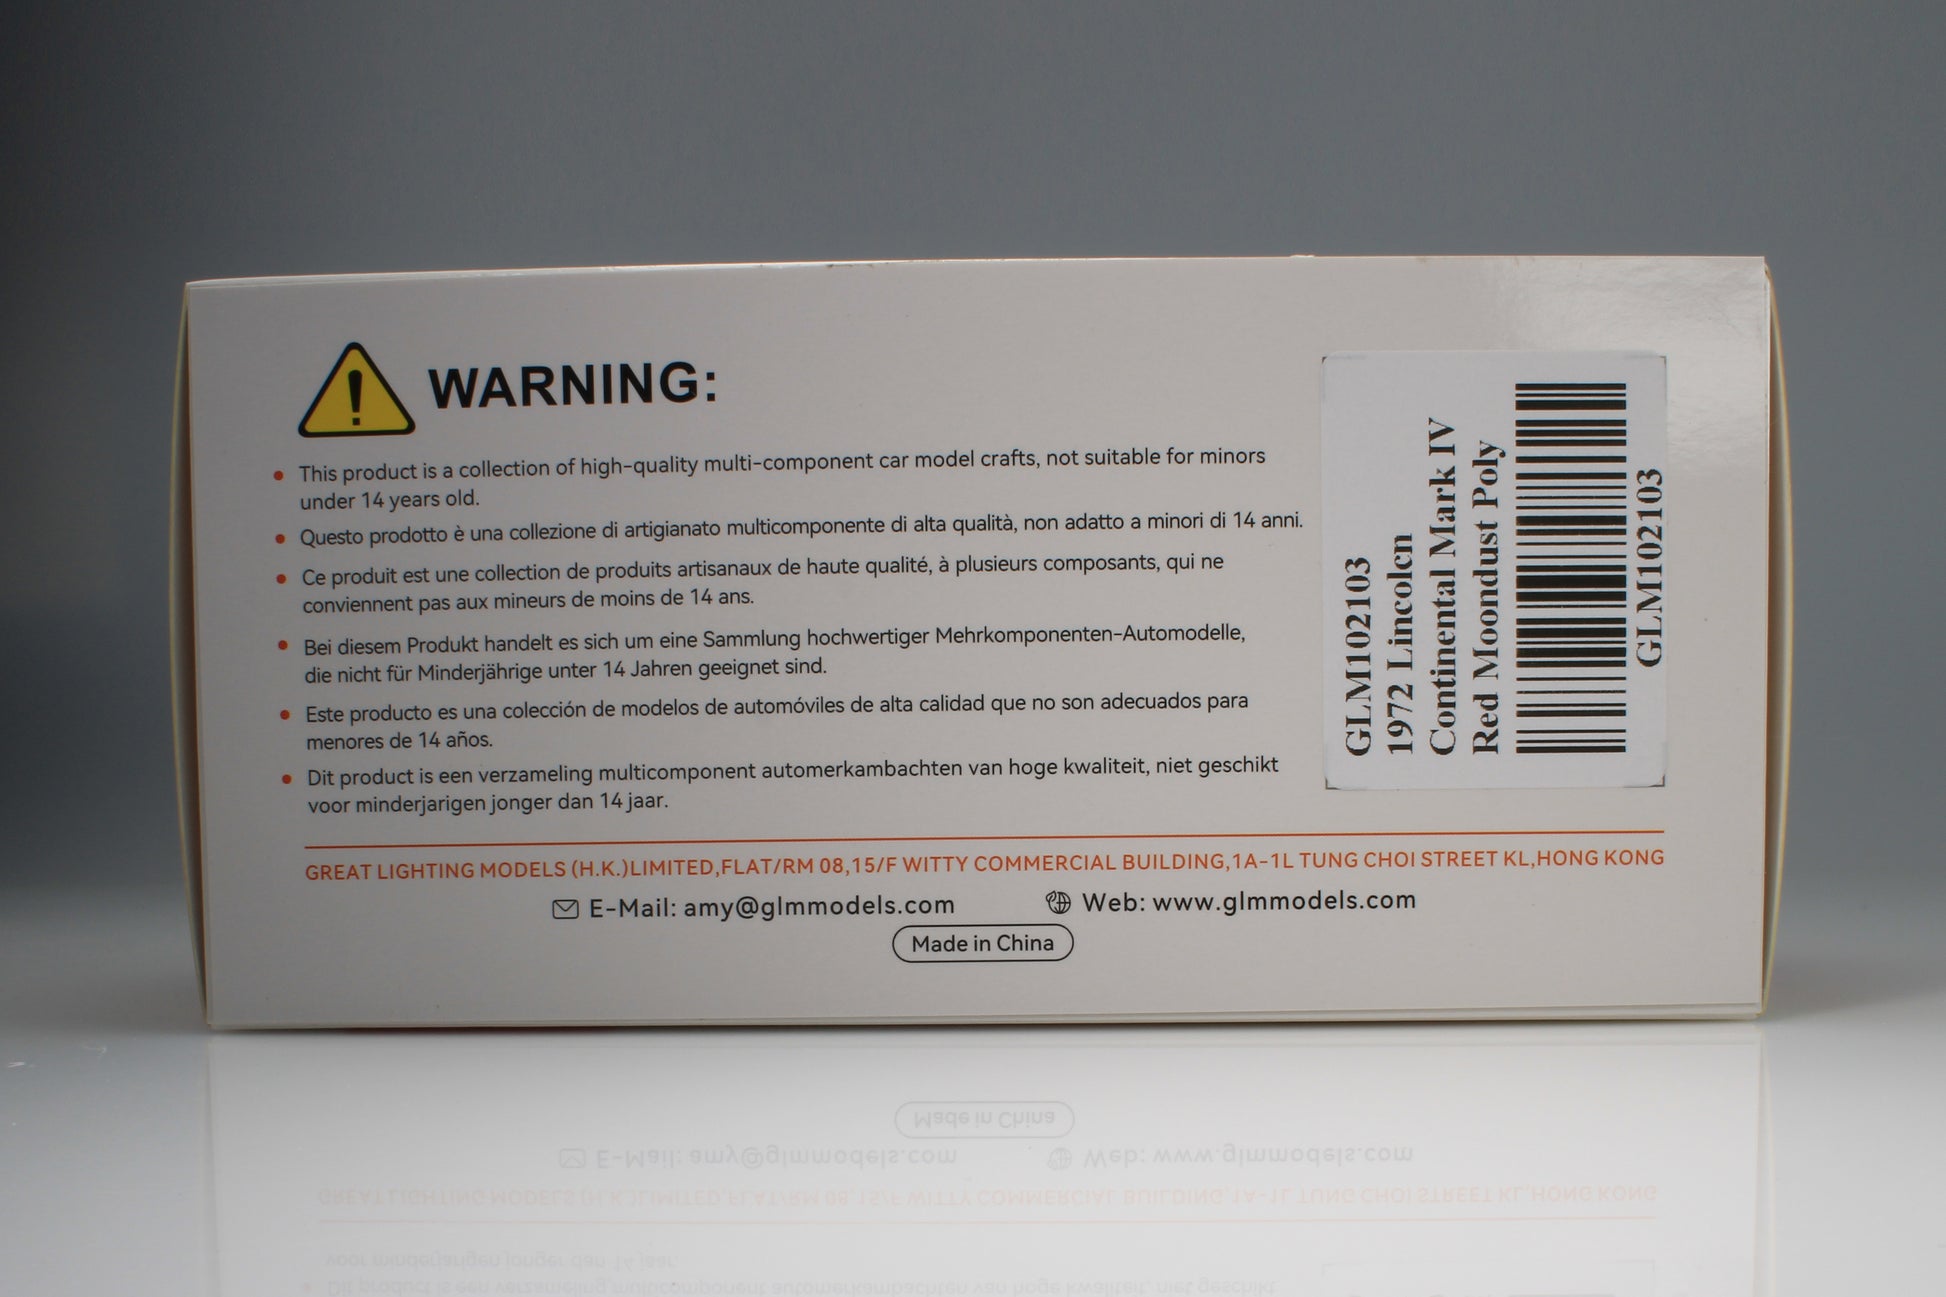 WARNING:
This product is a collection of high-quality multi-component car model crafts, not suitable for minors
under 14 years old.
Questo prodotto è una collezione di artigianato multicomponente di alta qualità, non adatto a minori di 14 anni.
Ce produit est une collection de produits artisanaux de haute qualité, à plusieurs composants, qui ne
conviennent pas aux mineurs de moins de 14 ans.
Bei diesem Produkt handelt es sich um eine Sammlung hochwertiger Mehrkomponenten-Automodelle,
die nicht für Minderjährige unter 14 Jahren geeignet sind.
Este producto es una colección de modelos de automóviles de alta calidad que no son adecuados para
menores de 14 años.
Dit product is een verzameling multicomponent automerkambachten van hoge kwaliteit, niet geschikt
voor minderjarigen jonger dan 14 jaar.
GREAT LIGHTING MODELS (H.K.)LIMITED,FLAT/RM 08,15/F WITTY COMMERCIAL BUILDING,1A-1L TUNG CHOI STREET KL,HONG KONG
E-Mail: amy@glmmodels.com
Web: www.glmmodels.com
Made in China
GLM102103
1972 Lincolcn
Continental Mark IV
Red Moondust Poly
GLM102103